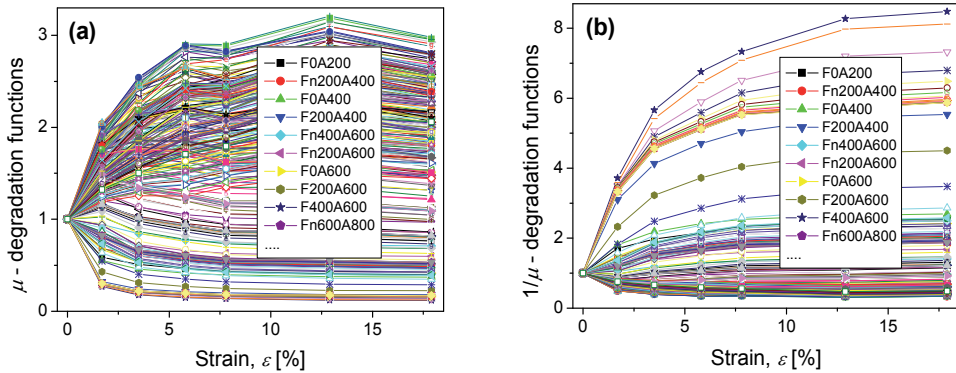 (a)
μ - degradation functions
3
2
1
0
F0A200
Fn200A400
F0A400
F200A400
Fn400A600
Fn200A600
F0A600
F200A600
F400A600
Fn600A800
....
0 5 10 15
Strain, ε [%]
(b)
1/μ - degradation functions
8
6
4
2
0
F0A200
Fn200A400
F0A400
F200A400
Fn400A600
Fn200A600
F0A600
F200A600
F400A600
Fn600A800
....
0 5 10 15
Strain, ε [%]